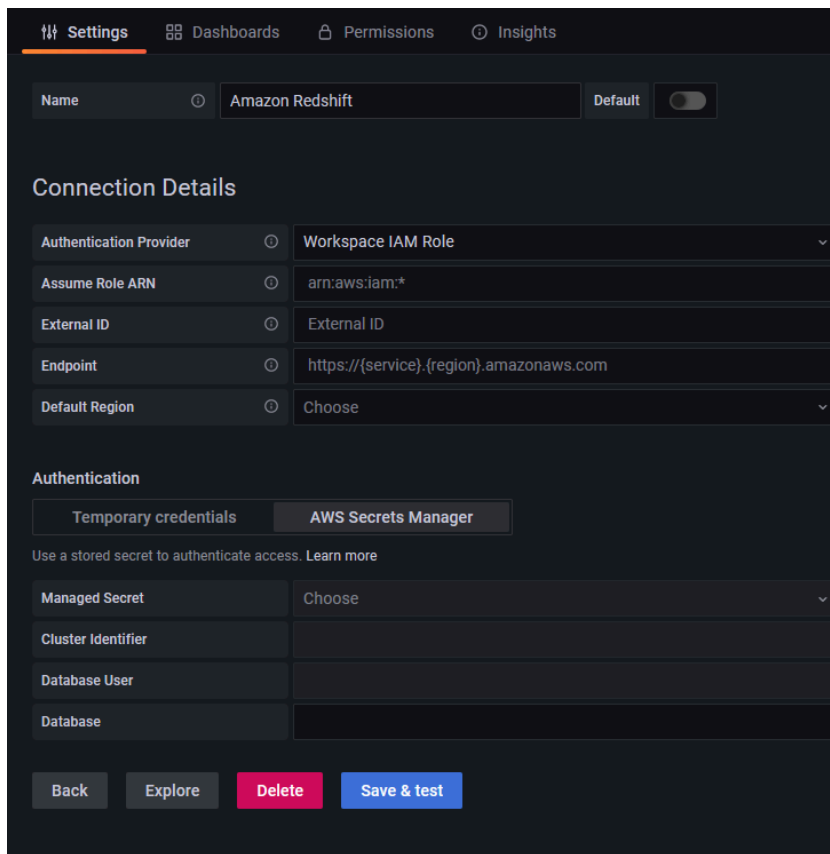 Settings Dashboards Permissions Insights
Name Amazon Redshift Default
Connection Details
Authentication Provider Workspace IAM Role
Assume Role ARN arn:aws:iam:*
External ID External ID
Endpoint https://{service}.{region}.amazonaws.com
Default Region Choose
Authentication
Temporary credentials AWS Secrets Manager
Use a stored secret to authenticate access. Learn more
Managed Secret Choose
Cluster Identifier
Database User
Database
Back Explore Delete Save & test